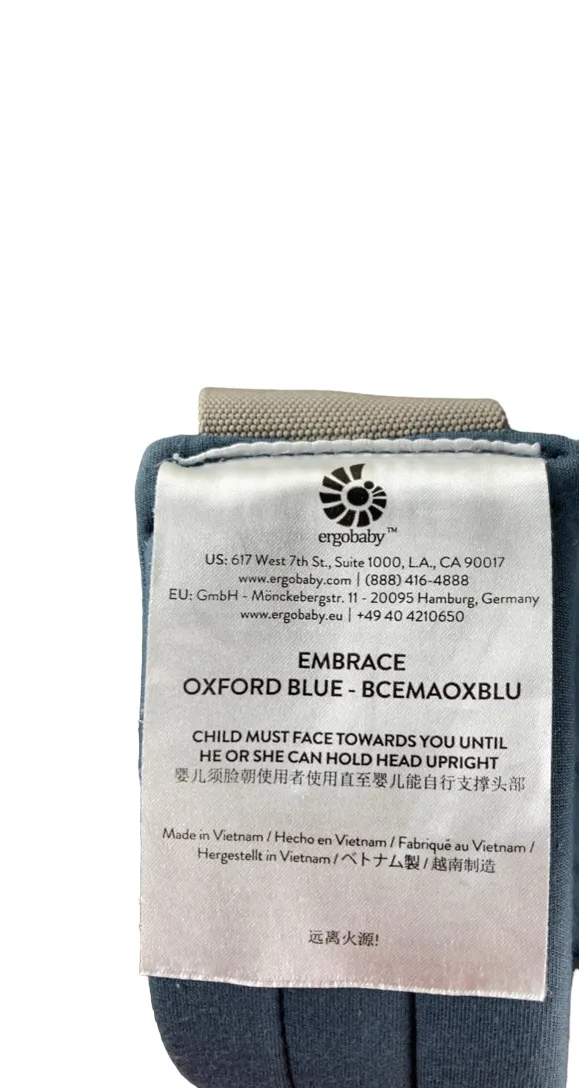 ergobaby™
US: 617 West 7th St., Suite 1000, L.A., CA 90017
www.ergobaby.com | (888) 416-4888
EU: GmbH - Mönckebergstr. 11 - 20095 Hamburg, Germany
www.ergobaby.eu | +49 40 4210650
EMBRACE
OXFORD BLUE - BCEMAOXBLU
CHILD MUST FACE TOWARDS YOU UNTIL
HE OR SHE CAN HOLD HEAD UPRIGHT
婴儿须脸朝使用者使用直至婴儿能自行支撑头部
Made in Vietnam / Hecho en Vietnam / Fabriqué au Vietnam /
Hergestellt in Vietnam / ベトナム製 / 越南制造
远离火源!